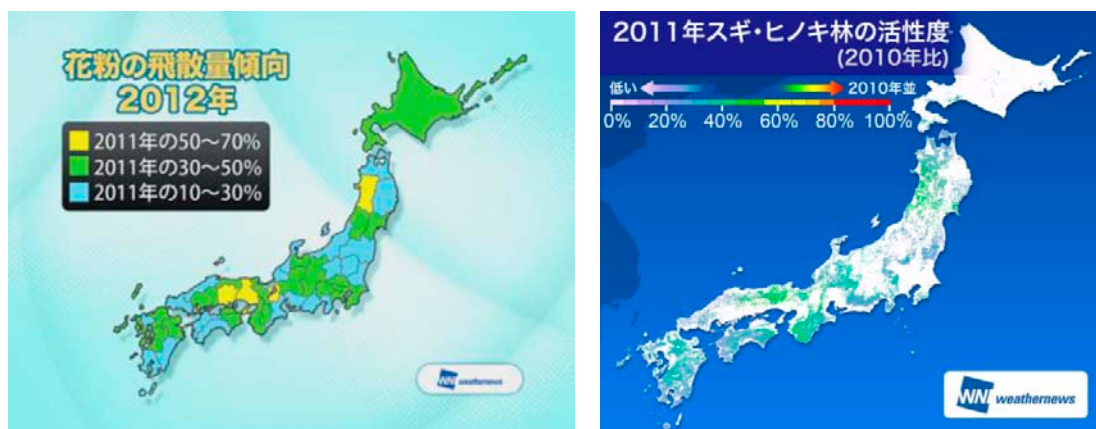 花粉の飛散量傾向
2012年
2011年の50～70%
2011年の30～50%
2011年の10～30%
WNI weathernews
2011年スギ・ヒノキ林の活性度
(2010年比)
低い
2010年並
0% 20% 40% 60% 80% 100%
WNI weathernews